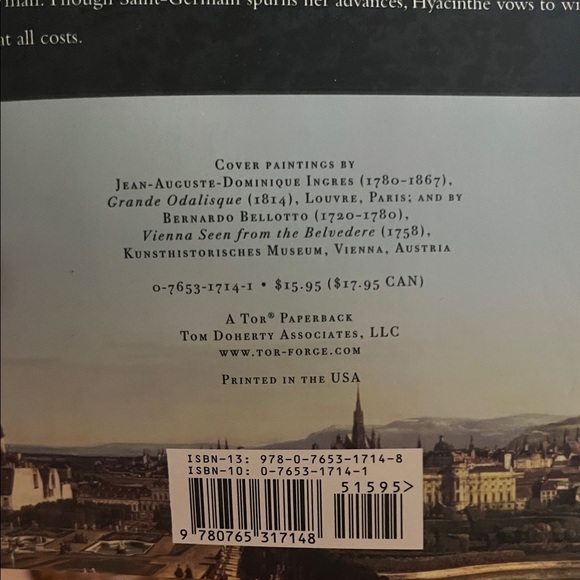 Though Saint-Germain spurns her advances, Hyacinthe vows to
at all costs.
COVER PAINTINGS BY
JEAN-AUGUSTE-DOMINIQUE INGRES (1780-1867),
Grande Odalisque (1814), LOUVRE, PARIS; AND BY
BERNARDO BELLOTTO (1720-1780),
Vienna Seen from the Belvedere (1758),
KUNSTHISTORISCHES MUSEUM, VIENNA, AUSTRIA
0-7653-1714-1 • $15.95 ($17.95 CAN)
A TOR® PAPERBACK
TOM DOHERTY ASSOCIATES, LLC
WWW.TOR-FORGE.COM
PRINTED IN THE USA
ISBN-13: 978-0-7653-1714-8
ISBN-10: 0-7653-1714-1
51595>
9 780765 317148